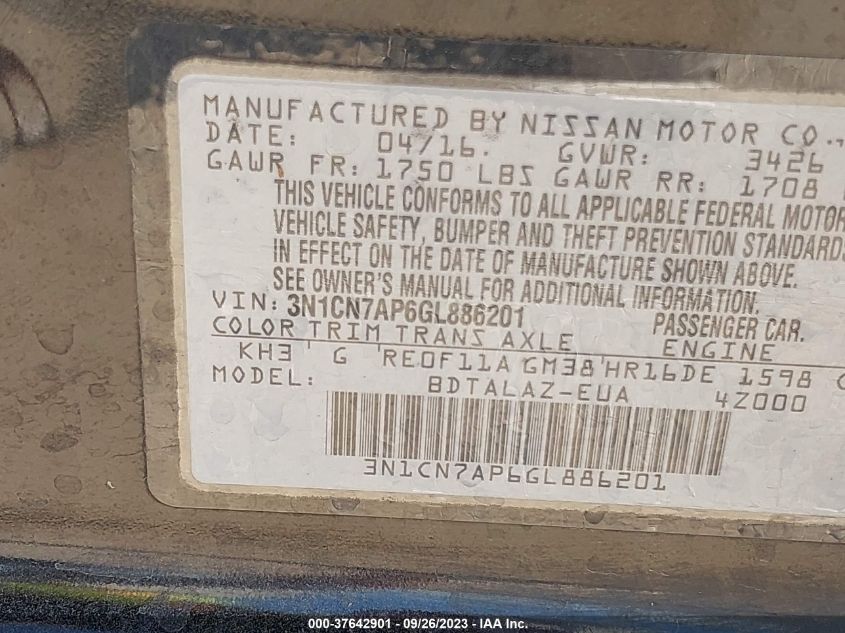 MANUFACTURED BY NISSAN MOTOR CO.,
DATE: 04/16. GVWR: 3426
GAWR FR: 1750 LBS GAWR RR: 1708
THIS VEHICLE CONFORMS TO ALL APPLICABLE FEDERAL MOTOR
VEHICLE SAFETY, BUMPER AND THEFT PREVENTION STANDARDS
IN EFFECT ON THE DATE OF MANUFACTURE SHOWN ABOVE.
SEE OWNER'S MANUAL FOR ADDITIONAL INFORMATION.
VIN: 3N1CN7AP6GL886201 PASSENGER CAR.
COLOR TRIM TRANS AXLE ENGINE
KH3 G RE0F11A GM38 HR16DE 1598
MODEL: BDTALAZ-EUA 4Z000
3N1CN7AP6GL886201
000-37642901 - 09/26/2023 - IAA Inc.